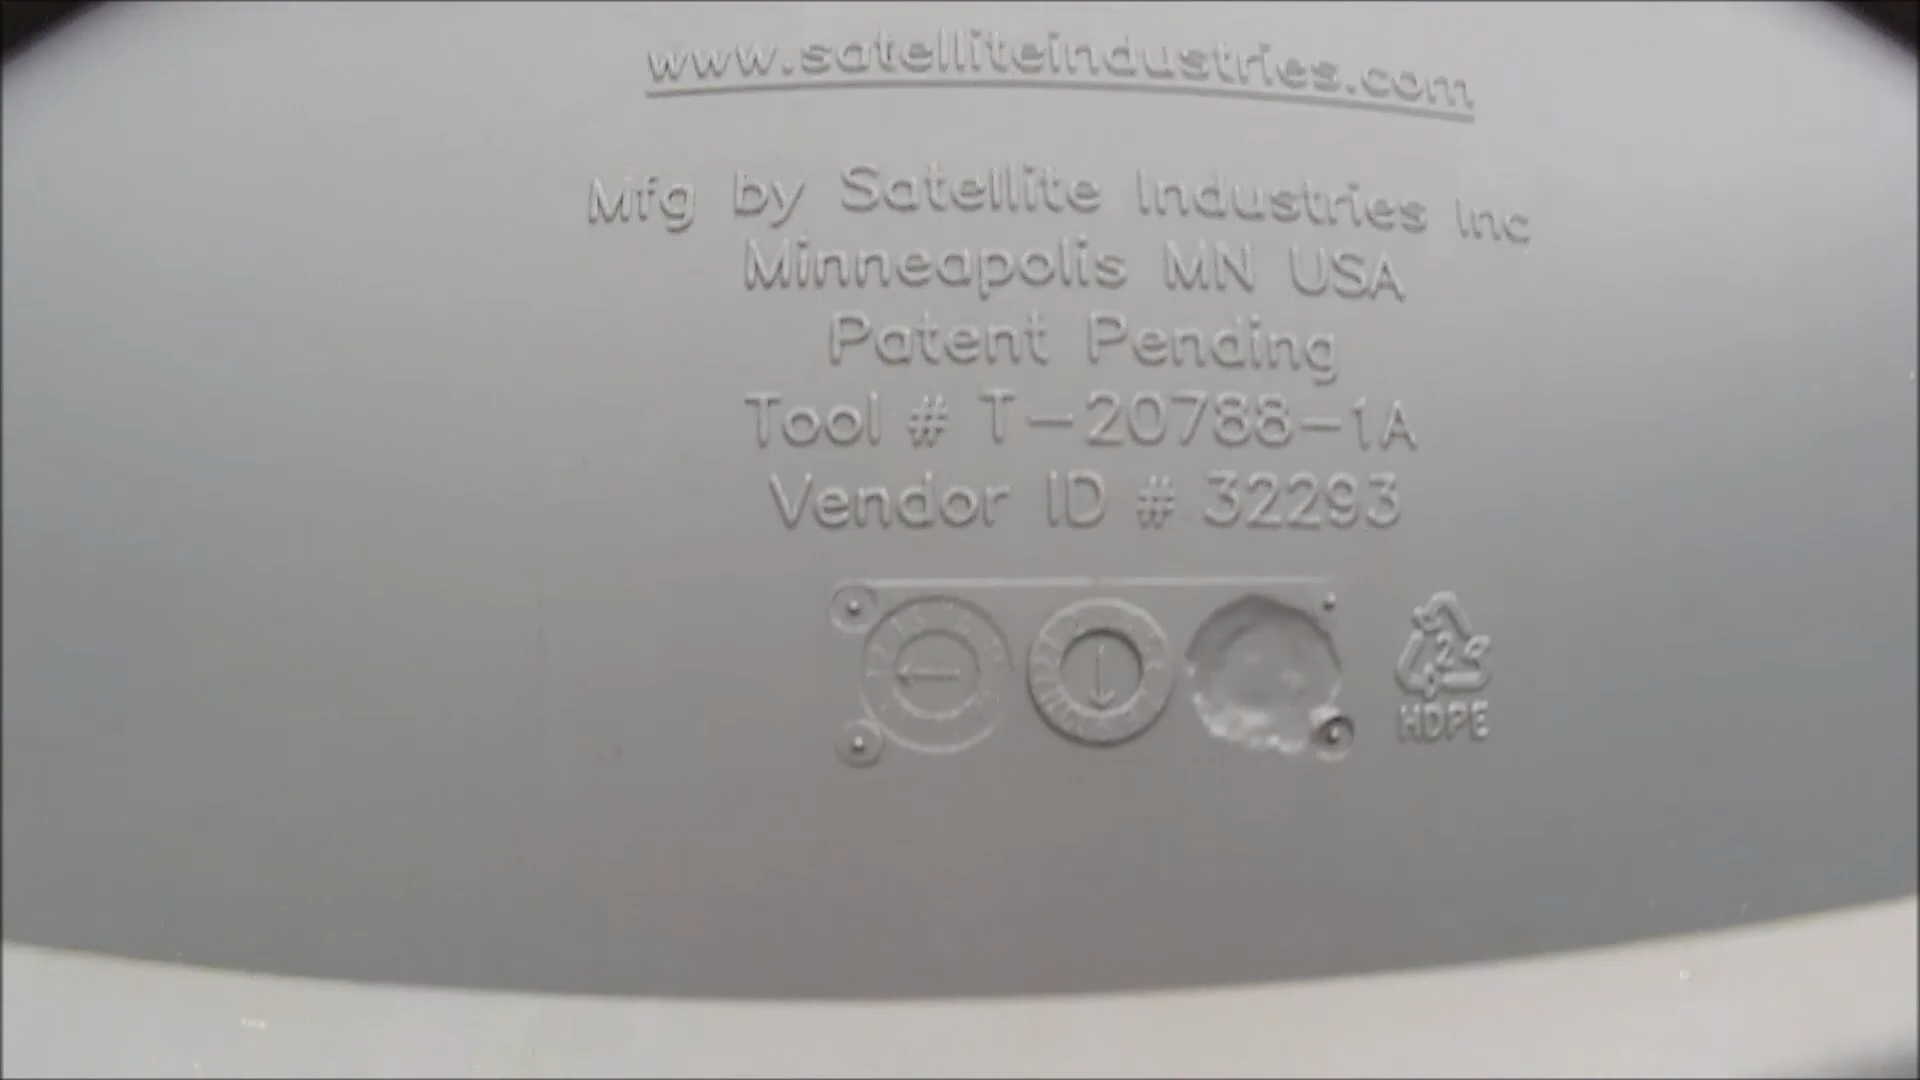 www.satelliteindustries.com
Mfg by Satellite Industries Inc
Minneapolis MN USA
Patent Pending
Tool # T-20788-1A
Vendor ID # 32293
2
HDPE